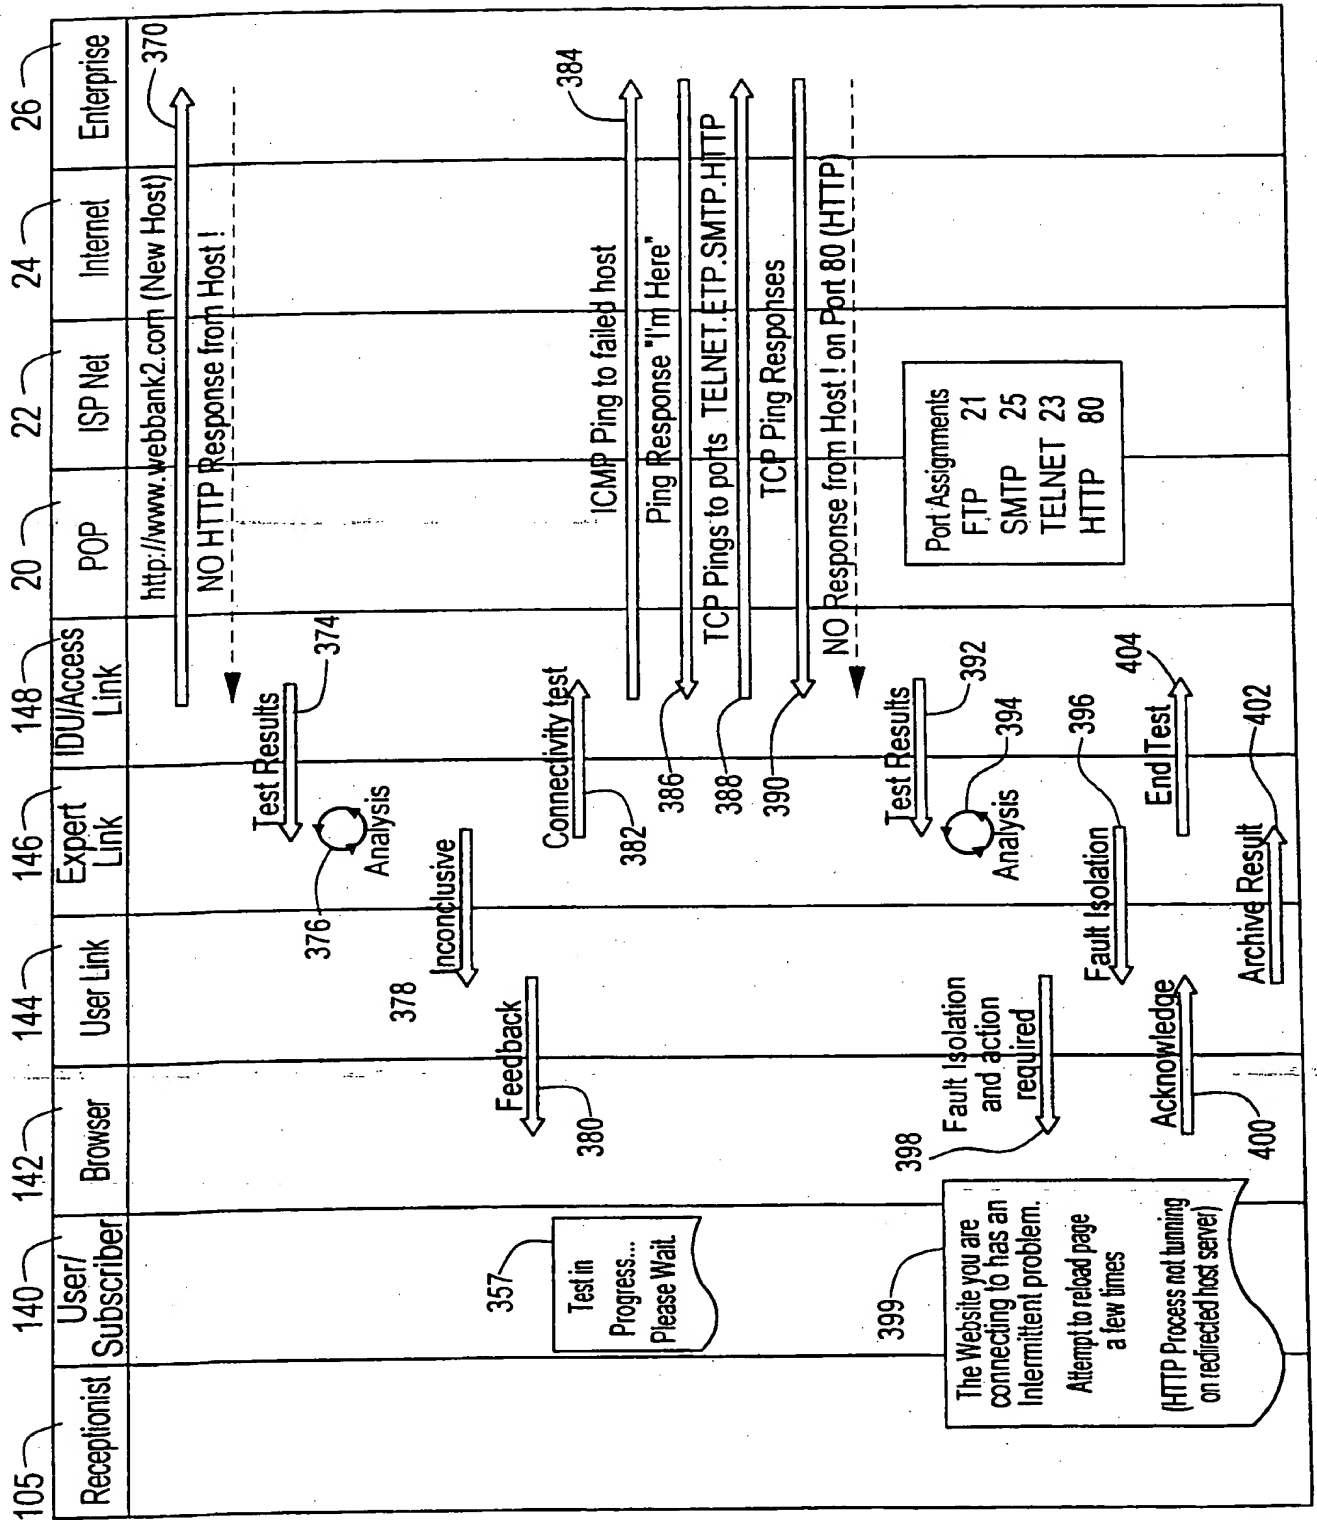 105
140
142
144
146
148
20
22
24
26
Receptionist
User/
Subscriber
Browser
User Link
Expert
Link
IDU/Access
Link
POP
ISP Net
Internet
Enterprise
http://www.webbank2.com (New Host)
370
NO HTTP Response from Host !
Test Results
374
376
Analysis
378
Inconclusive
Feedback
380
357
Test in
Progress...
Please Wait.
Connectivity test
382
ICMP Ping to failed host
384
Ping Response "I'm Here"
386
TCP Pings to ports TELNET.ETP.SMTP.HTTP
388
TCP Ping Responses
390
NO Response from Host ! on Port 80 (HTTP)
Port Assignments
FTP 21
SMTP 25
TELNET 23
HTTP 80
Test Results
392
394
Analysis
396
Fault Isolation
Fault Isolation
and action
required
398
399
The Website you are
connecting to has an
Intermittent problem.
Attempt to reload page
a few times
(HTTP Process not tunning
on redirected host server)
Acknowledge
400
End Test
404
Archive Result
402